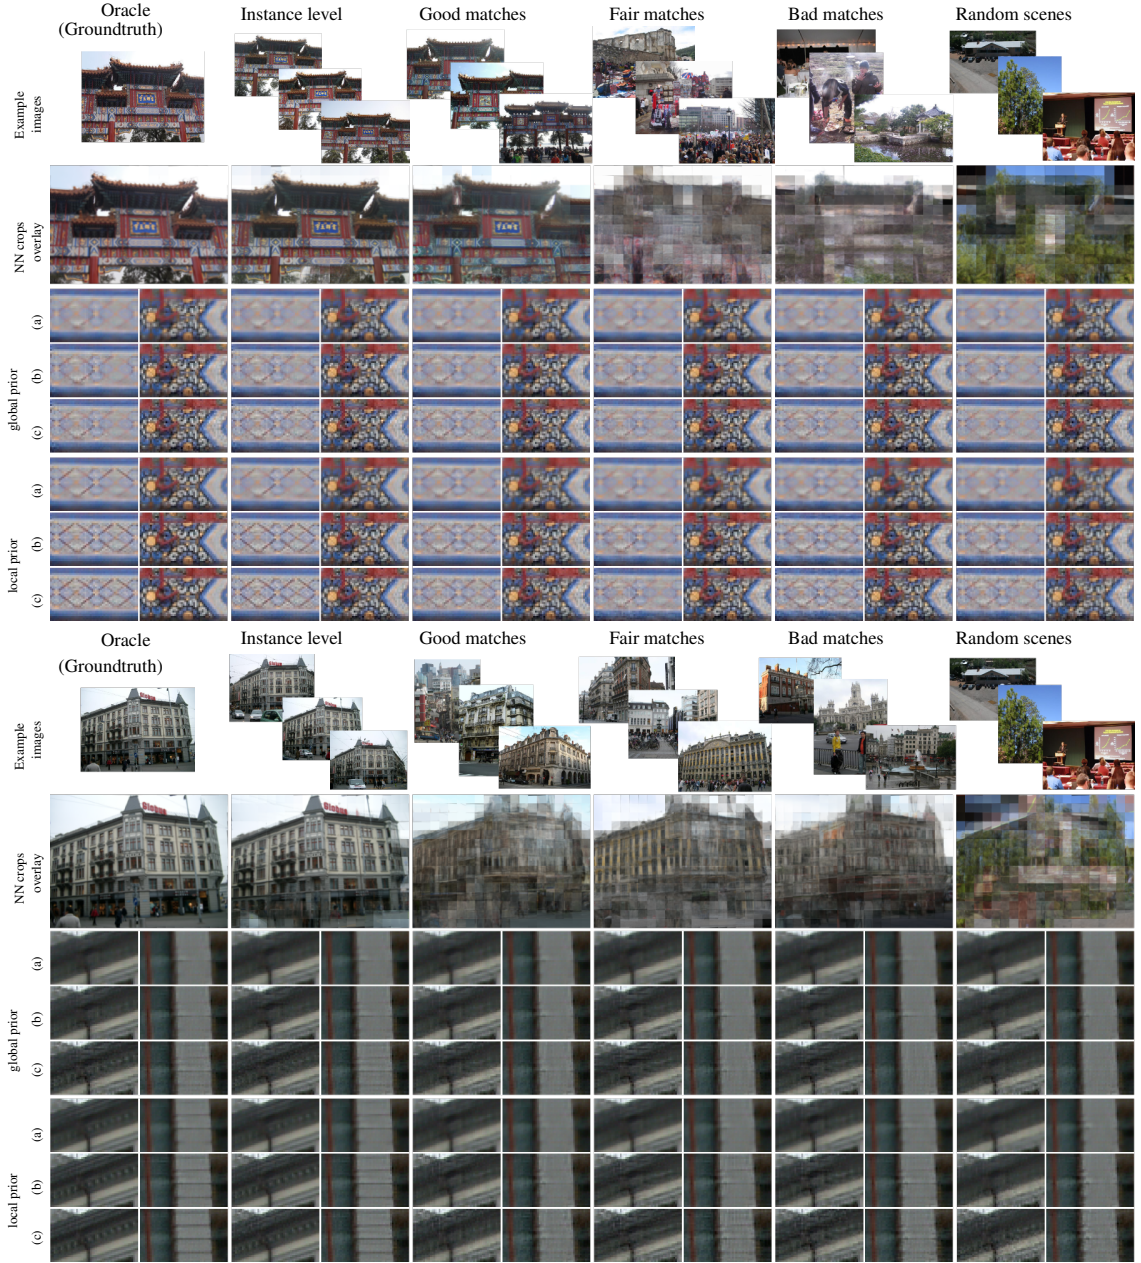 Oracle
(Groundtruth)
Instance level
Good matches
Fair matches
Bad matches
Random scenes
Example
images
NN crops
overlay
global prior
(a)
(b)
(c)
local prior
(a)
(b)
(c)
Oracle
(Groundtruth)
Instance level
Good matches
Fair matches
Bad matches
Random scenes
Example
images
NN crops
overlay
Globus
global prior
(a)
(b)
(c)
local prior
(a)
(b)
(c)